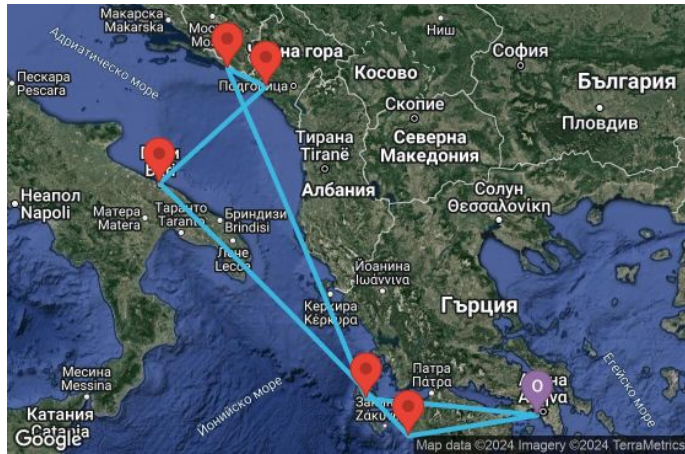 Макарска
Makarska
Ниш
Адриатическо море
гора
София
Пескара
Pescara
Подгорица
Косово
България
Скопие
Пловдив
Тирана
Tiranë
Северна
Македония
Неапол
Napoli
Матера
Matera
Таранто
Taranto
Бриндизи
Brindisi
Албания
Солун
Θεσσαλονίκη
Лече
Lecce
Йоанина
Ιωάννινα
Керкира
Κέρκυρα
Гърция
Месина
Messina
Йонийско море
Патра
Πάτρα
O
Егейско море
Катания
Catania
Google
Map data ©2024 Imagery ©2024 TerraMetrics